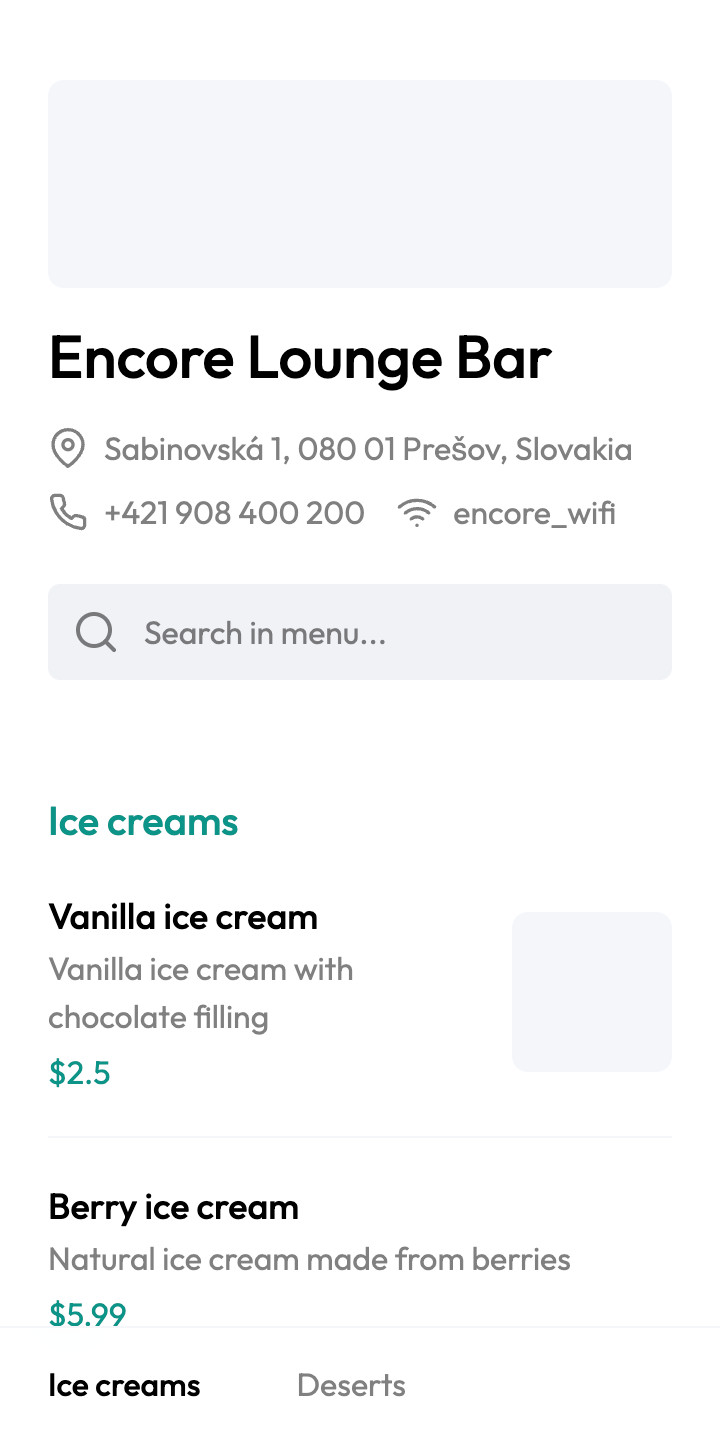 Encore Lounge Bar
Sabinovská 1, 080 01 Prešov, Slovakia
+421 908 400 200 encore_wifi
Search in menu...
Ice creams
Vanilla ice cream
Vanilla ice cream with
chocolate filling
$2.5
Berry ice cream
Natural ice cream made from berries
$5.99
Ice creams Deserts